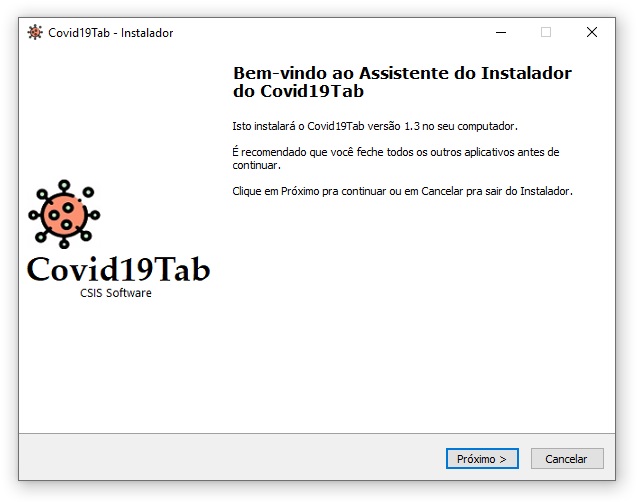 Covid19Tab - Instalador
Bem-vindo ao Assistente do Instalador
do Covid19Tab
Isto instalará o Covid19Tab versão 1.3 no seu computador.
É recomendado que você feche todos os outros aplicativos antes de
continuar.
Clique em Próximo pra continuar ou em Cancelar pra sair do Instalador.
Covid19Tab
CSIS Software
Próximo >
Cancelar